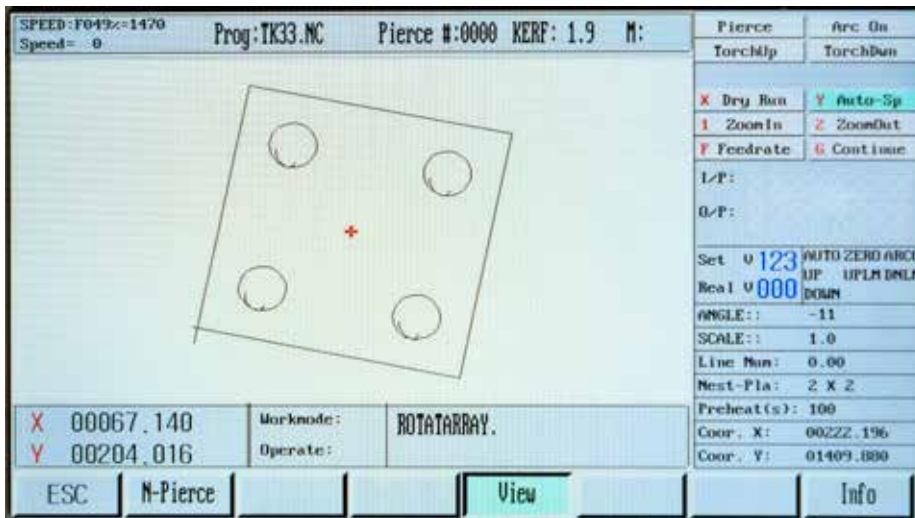 SPEED:F049%=1470
Speed= 0
Prog:TK33.NC
Pierce #:0000
KERF: 1.9
M:
Pierce
Arc On
TorchUp
TorchDwn
X Dry Run
Y Auto-Sp
1 ZoomIn
2 ZoomOut
F Feedrate
G Continue
I/P:
O/P:
Set V 123
AUTO ZERO ARCO
UP UPLM DNLM
Real V 000
DOWN
ANGLE:: -11
SCALE:: 1.0
Line Num: 0.00
Nest-Pla: 2 X 2
Preheat(s): 100
Coor. X: 00222.196
Coor. Y: 01409.880
X 00067.140
Y 00204.016
Workmode:
Operate:
ROTATARRAY.
ESC
N-Pierce
View
Info